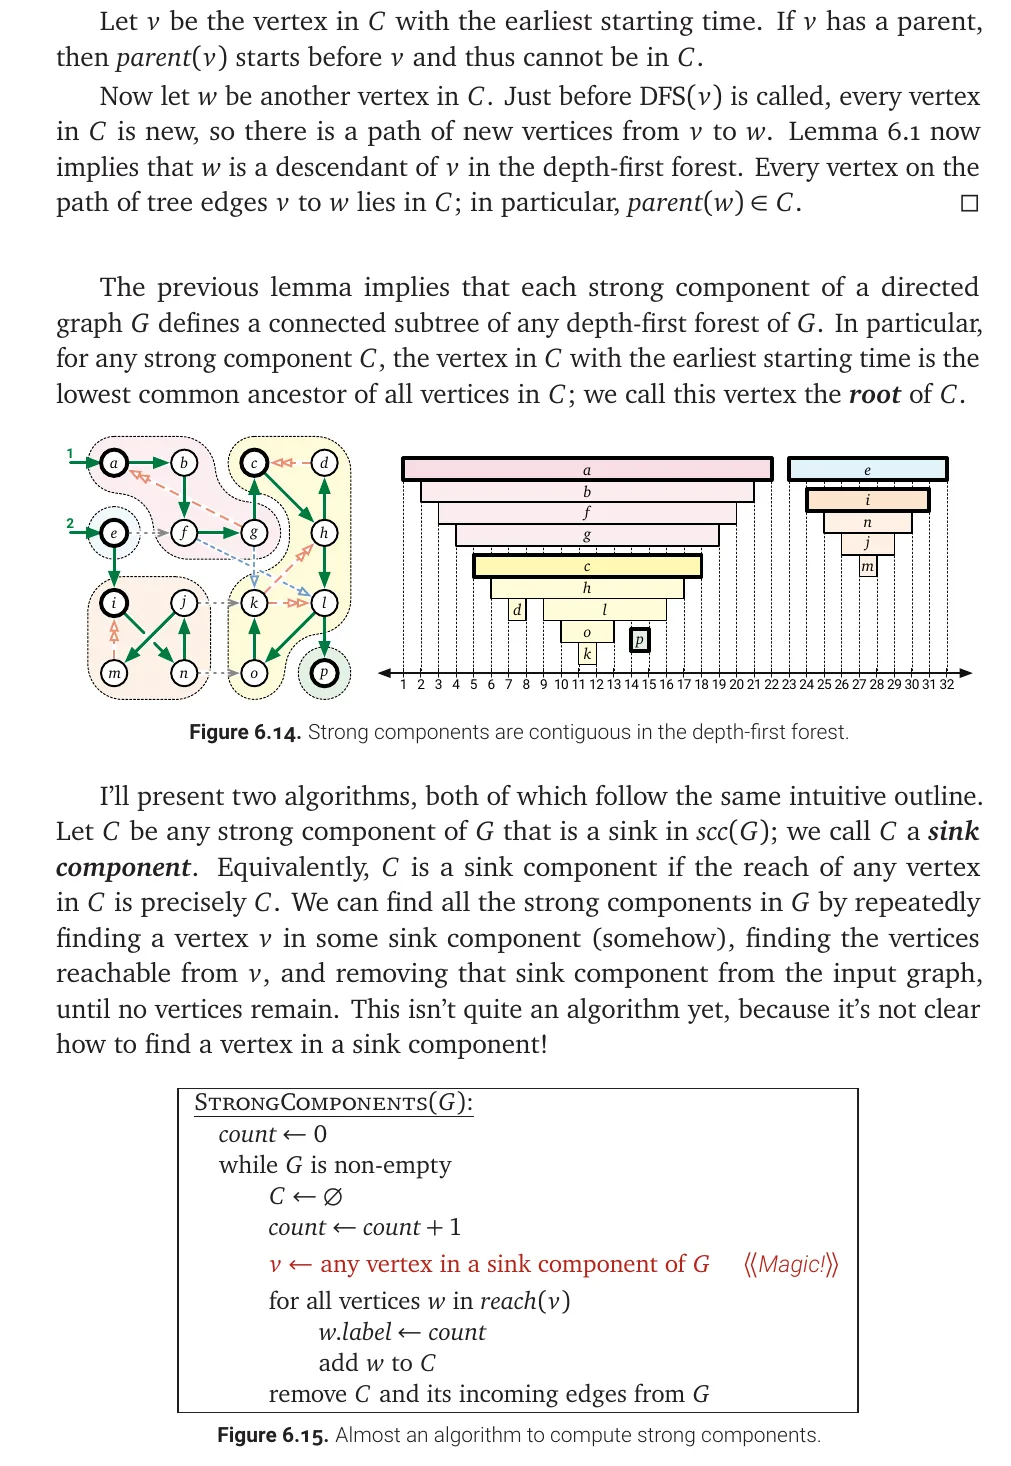 Let v be the vertex in C with the earliest starting time. If v has a parent,
then parent(v) starts before v and thus cannot be in C.
Now let w be another vertex in C. Just before DFS(v) is called, every vertex
in C is new, so there is a path of new vertices from v to w. Lemma 6.1 now
implies that w is a descendant of v in the depth-first forest. Every vertex on the
path of tree edges v to w lies in C; in particular, parent(w) ∈ C. □
The previous lemma implies that each strong component of a directed
graph G defines a connected subtree of any depth-first forest of G. In particular,
for any strong component C, the vertex in C with the earliest starting time is the
lowest common ancestor of all vertices in C; we call this vertex the root of C.
1 a b c d
2 e f g h
i j k l
m n o p
a e
b i
f n
g j
c m
h
d l
o p
k
1 2 3 4 5 6 7 8 9 10 11 12 13 14 15 16 17 18 19 20 21 22 23 24 25 26 27 28 29 30 31 32
Figure 6.14. Strong components are contiguous in the depth-first forest.
I'll present two algorithms, both of which follow the same intuitive outline.
Let C be any strong component of G that is a sink in scc(G); we call C a sink
component. Equivalently, C is a sink component if the reach of any vertex
in C is precisely C. We can find all the strong components in G by repeatedly
finding a vertex v in some sink component (somehow), finding the vertices
reachable from v, and removing that sink component from the input graph,
until no vertices remain. This isn't quite an algorithm yet, because it's not clear
how to find a vertex in a sink component!
STRONGCOMPONENTS(G):
count ← 0
while G is non-empty
C ← ∅
count ← count + 1
v ← any vertex in a sink component of G ⟪Magic!⟫
for all vertices w in reach(v)
w.label ← count
add w to C
remove C and its incoming edges from G
Figure 6.15. Almost an algorithm to compute strong components.